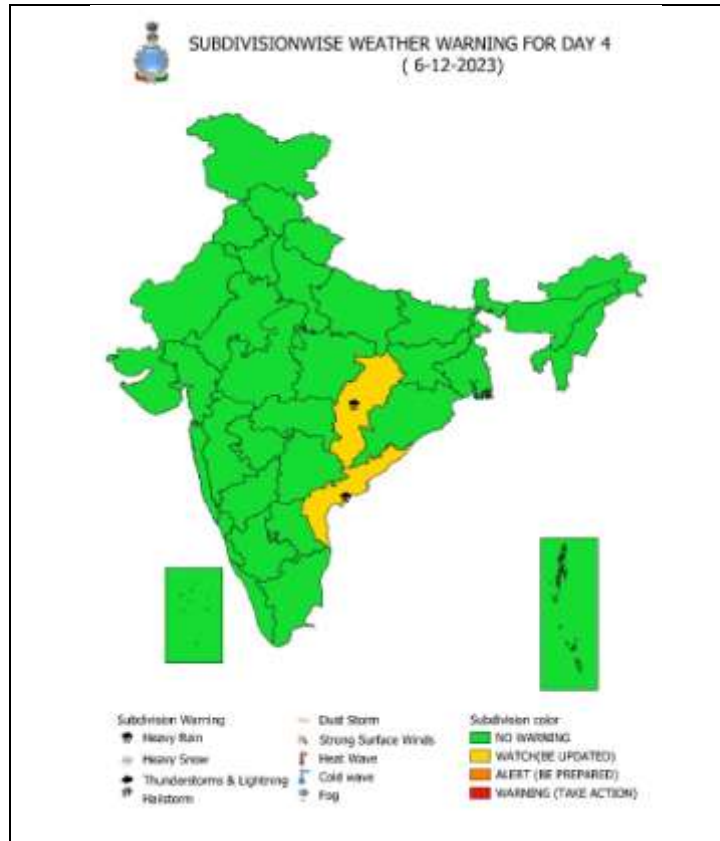 SUBDIVISIONWISE WEATHER WARNING FOR DAY 4
( 6-12-2023)
Subdivision Warning
Heavy Rain
Heavy Snow
Thunderstorms & Lightning
Hailstorm
Dust Storm
Strong Surface Winds
Heat Wave
Cold wave
Fog
Subdivision color
NO WARNING
WATCH(BE UPDATED)
ALERT (BE PREPARED)
WARNING (TAKE ACTION)